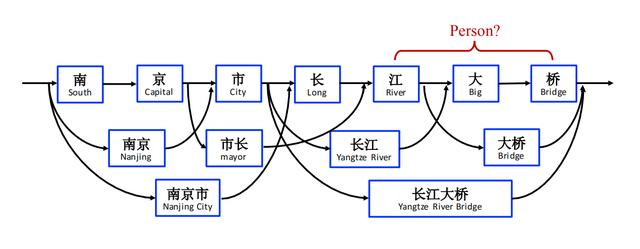 Person?
南
South
京
Capital
市
City
长
Long
江
River
大
Big
桥
Bridge
南京
Nanjing
市长
mayor
长江
Yangtze River
大桥
Bridge
南京市
Nanjing City
长江大桥
Yangtze River Bridge